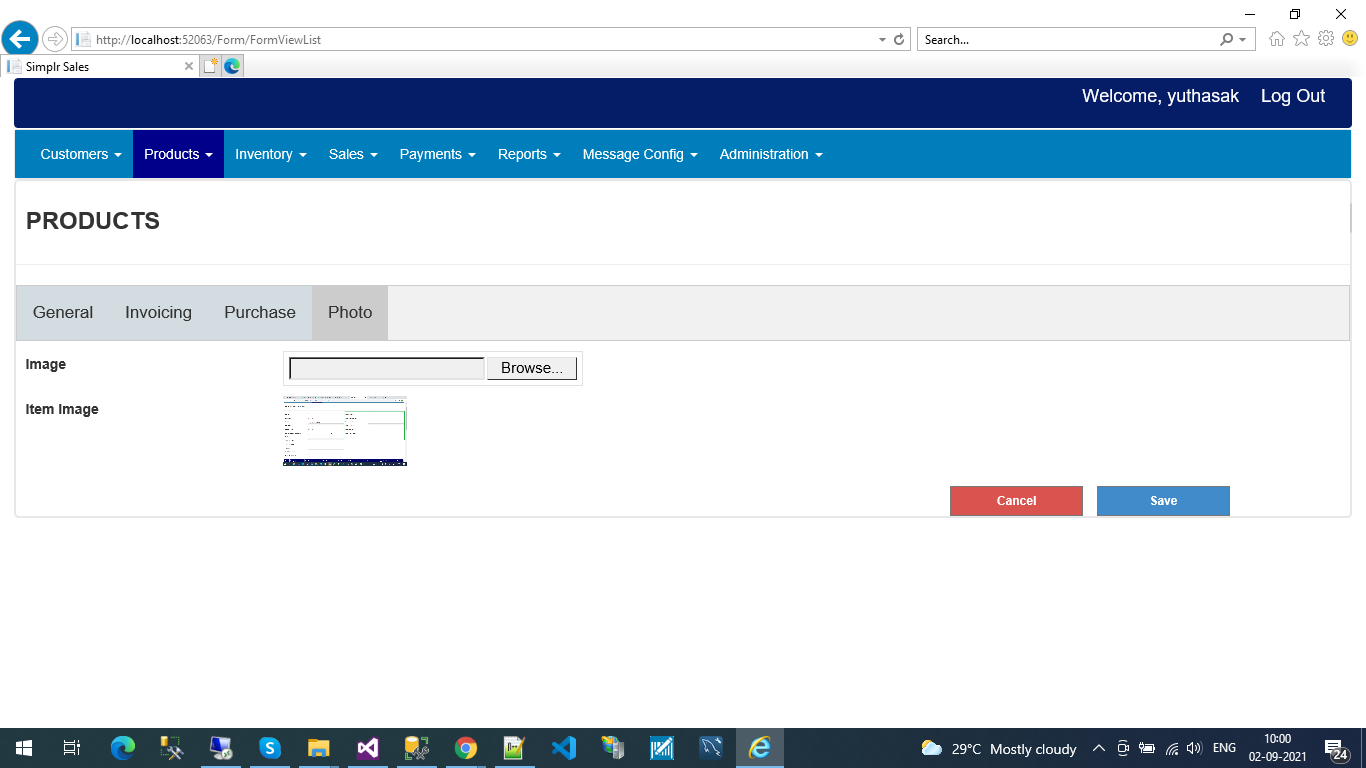 http://localhost:52063/Form/FormViewList
Search...
Simplr Sales
Welcome, yuthasak Log Out
Customers Products Inventory Sales Payments Reports Message Config Administration
PRODUCTS
General Invoicing Purchase Photo
Image Browse...
Item Image
Cancel Save
29°C Mostly cloudy ENG 10:00
02-09-2021 24